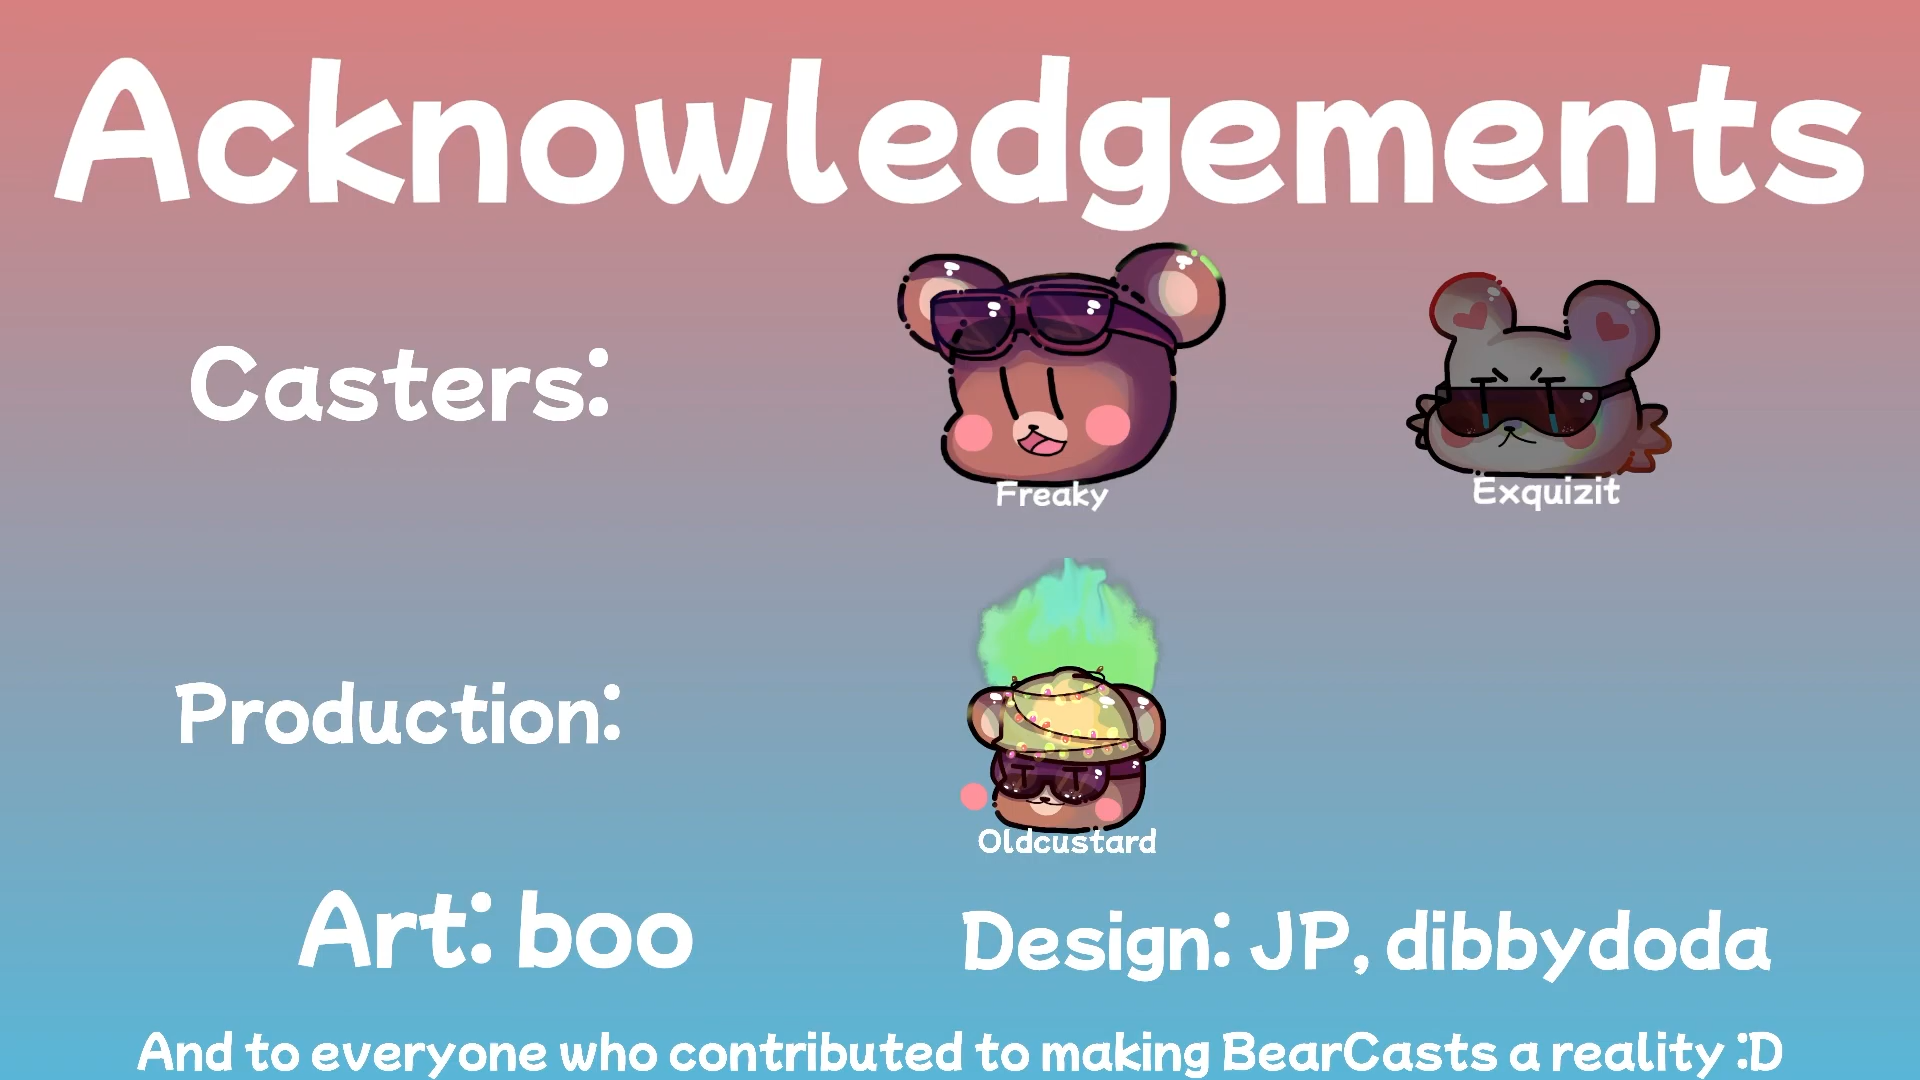 Acknowledgements
Casters:
Freaky
Exquizit
Production:
Oldcustard
Art: boo
Design: JP, dibbydoda
And to everyone who contributed to making BearCasts a reality :D